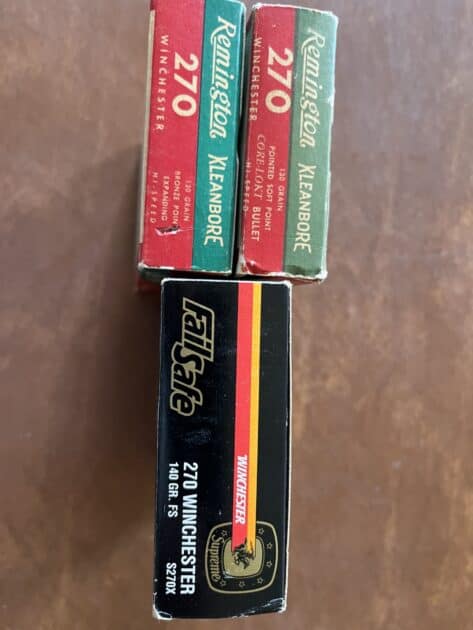 Remington KLEANBORE
270
WINCHESTER
130 GRAIN
BRONZE POINT
EXPANDING
HI-SPEED
Remington KLEANBORE
270
WINCHESTER
130 GRAIN
POINTED SOFT POINT
CORE-LOKT BULLET
HI-SPEED
FailSafe
WINCHESTER
Supreme
270 WINCHESTER
140 GR. FS
S270X